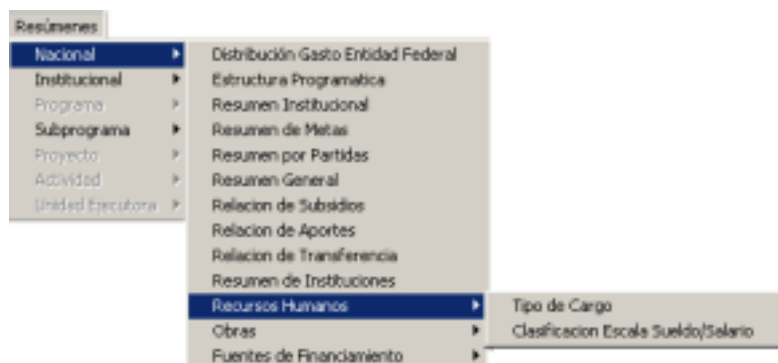 Resúmenes
Nacional
Institucional
Programa
Subprograma
Proyecto
Actividad
Unidad Ejecutora
Distribución Gasto Entidad Federal
Estructura Programatica
Resumen Institucional
Resumen de Metas
Resumen por Partidas
Resumen General
Relacion de Subsidios
Relacion de Aportes
Relacion de Transferencia
Resumen de Instituciones
Recursos Humanos
Obras
Fuentes de Financiamiento
Tipo de Cargo
Clasificacion Escala Sueldo/Salario